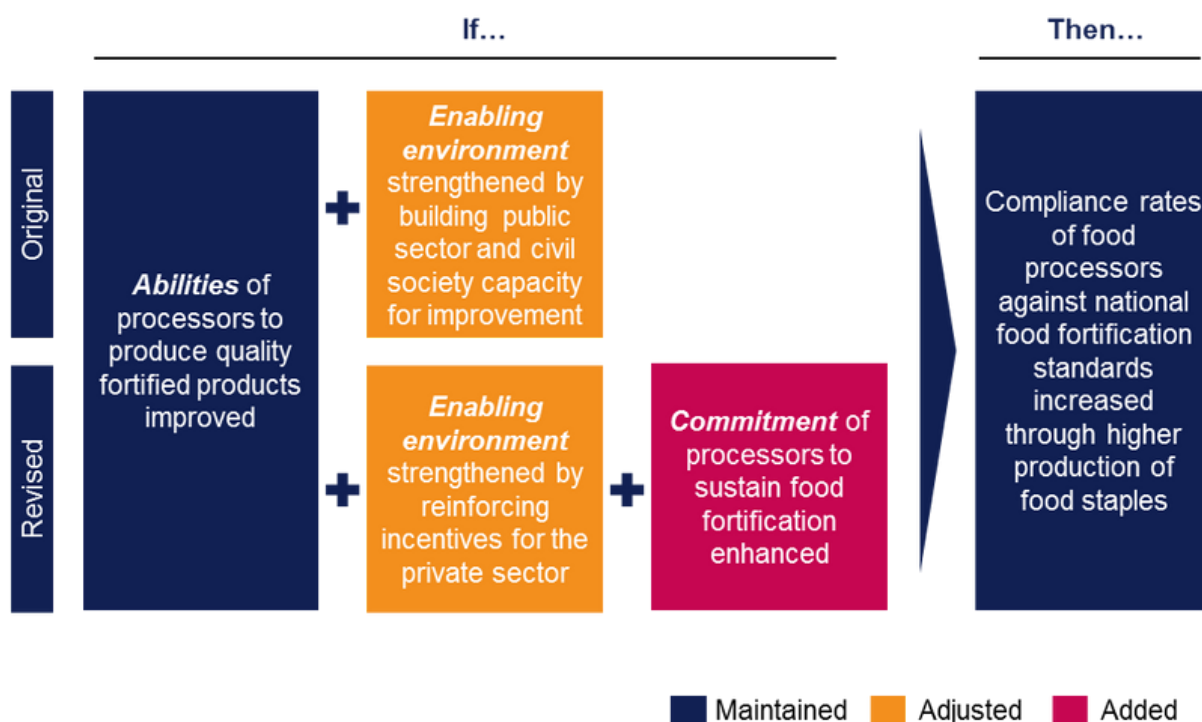 If…
Then…
Original
Revised
Abilities of
processors to
produce quality
fortified products
improved
Enabling
environment
strengthened by
building public
sector and civil
society capacity
for improvement
Enabling
environment
strengthened by
reinforcing
incentives for the
private sector
Commitment of
processors to
sustain food
fortification
enhanced
Compliance rates
of food
processors
against national
food fortification
standards
increased
through higher
production of
food staples
Maintained
Adjusted
Added